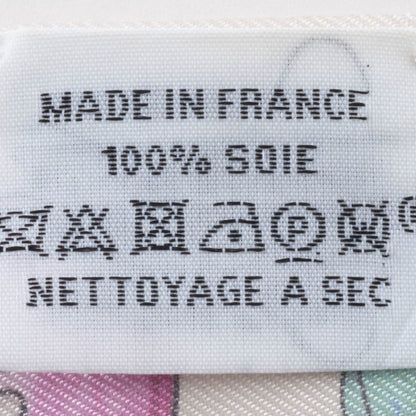 MADE IN FRANCE
100% SOIE
P
NETTOYAGE A SEC